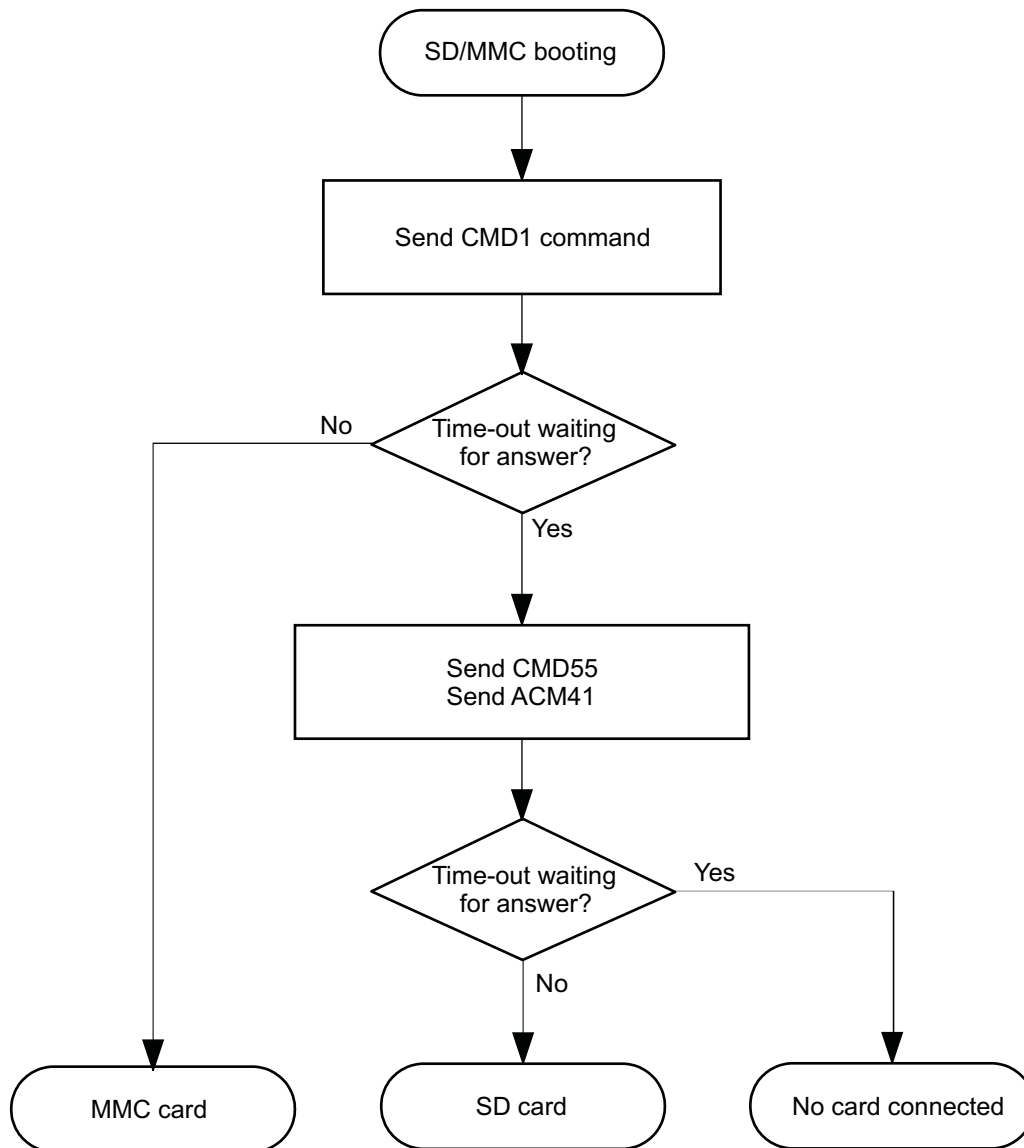 SD/MMC booting
Send CMD1 command
No
Time-out waiting
for answer?
Yes
Send CMD55
Send ACM41
Time-out waiting
for answer?
Yes
No
MMC card
SD card
No card connected